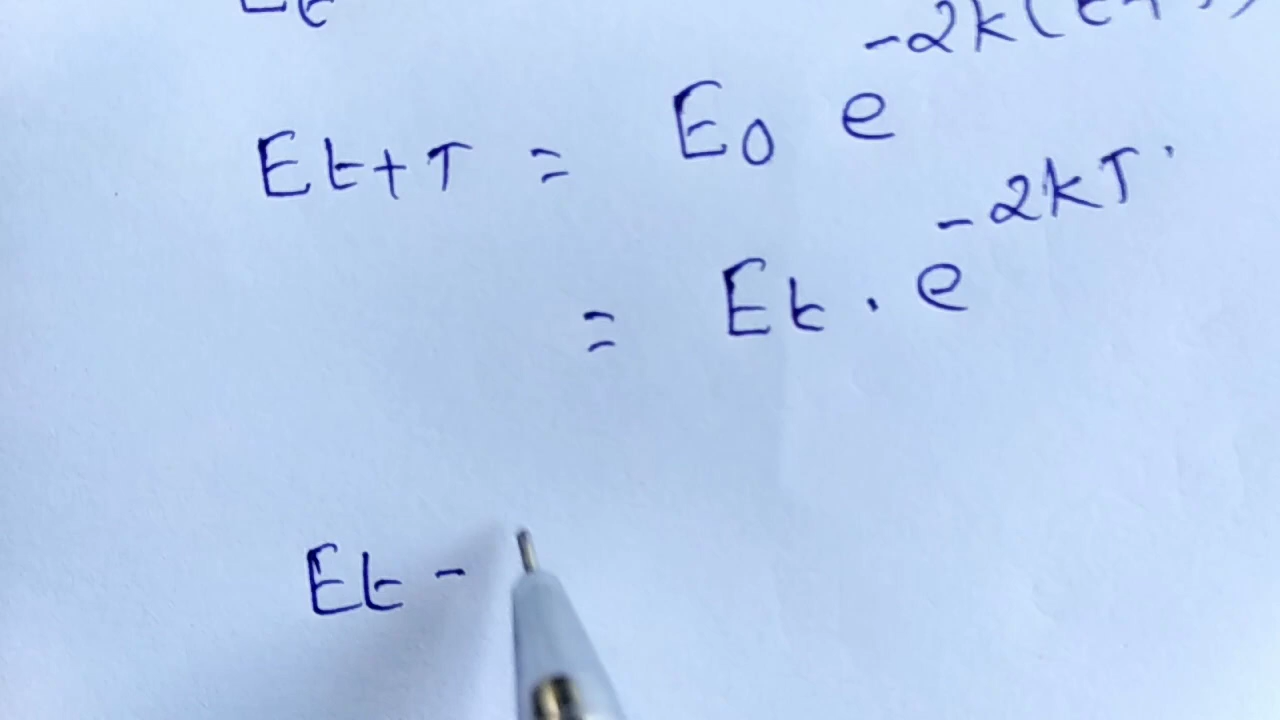 Et+T = E0 e^-2k(t+
= Et . e^-2kT
Et -